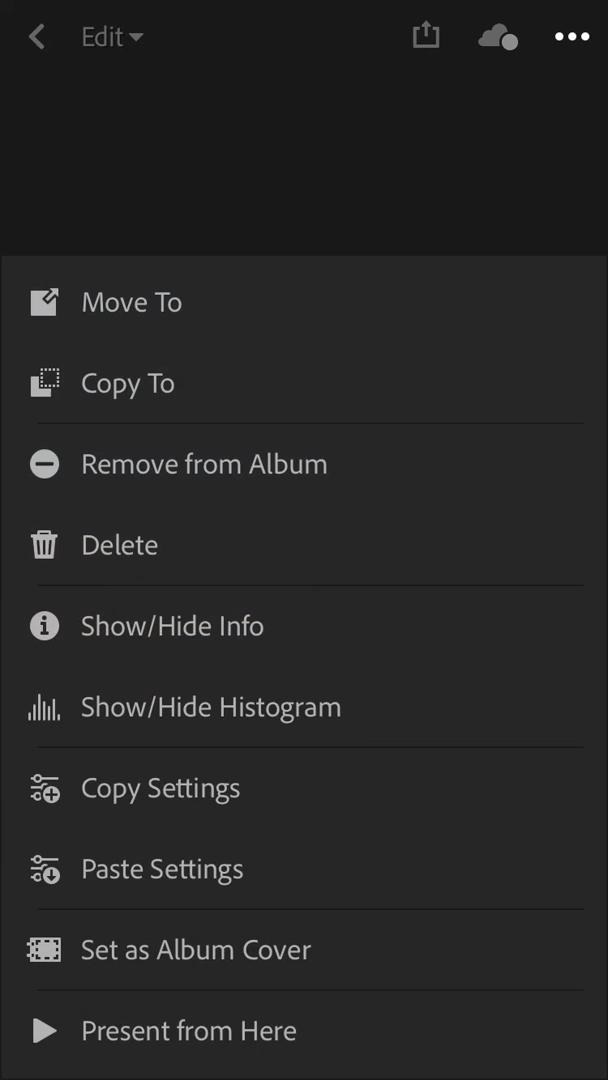 Edit
Move To
Copy To
Remove from Album
Delete
Show/Hide Info
Show/Hide Histogram
Copy Settings
Paste Settings
Set as Album Cover
Present from Here